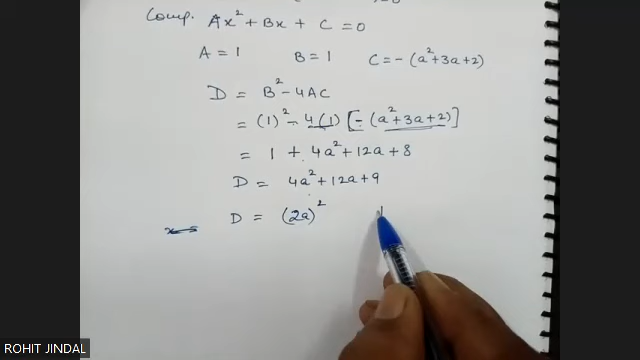 Comp. Ax² + Bx + C = 0
A = 1 B = 1 C = - (a² + 3a + 2)
D = B² - 4AC
= (1)² - 4(1) [- (a² + 3a + 2)]
= 1 + 4a² + 12a + 8
D = 4a² + 12a + 9
D = (2a)²
ROHIT JINDAL